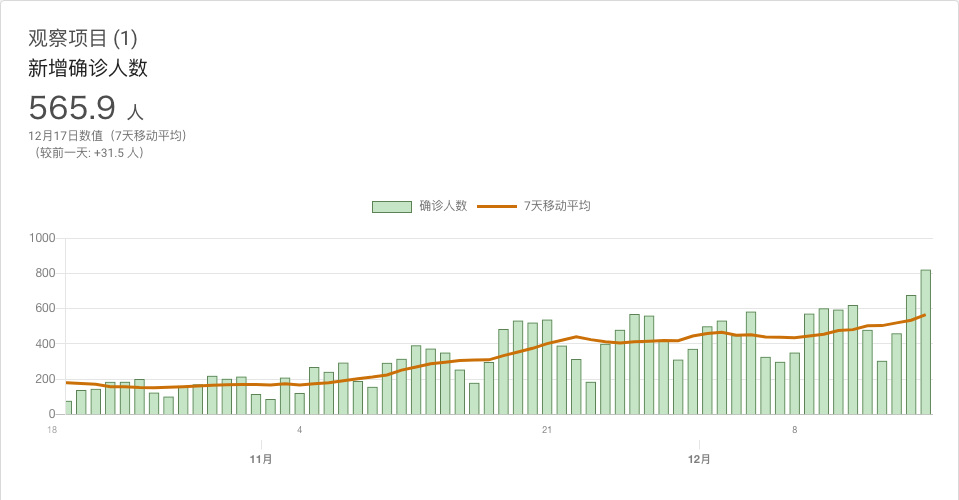 观察项目 (1)
新增确诊人数
565.9 人
12月17日数值（7天移动平均）
（较前一天: +31.5 人）
确诊人数 7天移动平均
1000
800
600
400
200
0
18 4 21 8
11月 12月